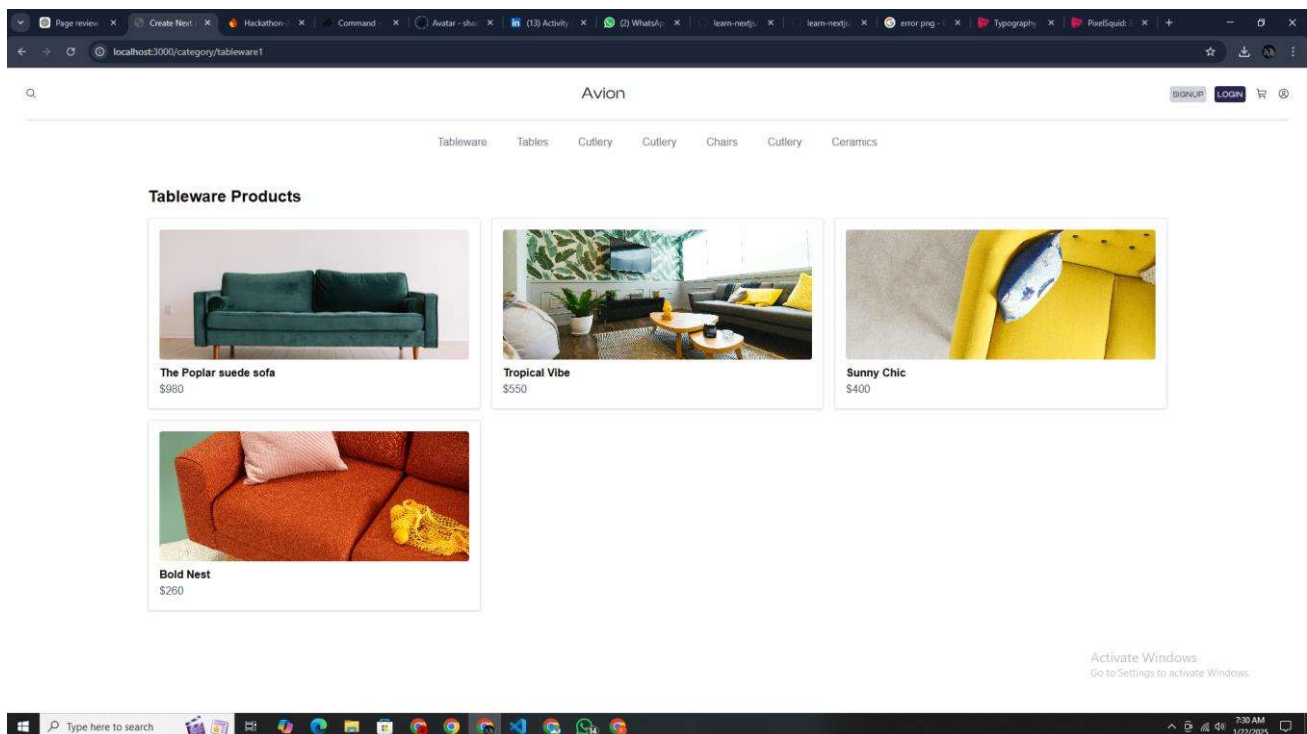 Page review
Create Next
Hackathon-
Command -
Avatar - sha
(13) Activity
(2) WhatsAp
learn-nextjs
learn-nextjs
error png -
Typography
PixelSquid:
localhost:3000/category/tableware1
Avion
SIGNUP LOGIN
Tableware Tables Cutlery Cutlery Chairs Cutlery Ceramics
Tableware Products
The Poplar suede sofa
$980
Tropical Vibe
$550
Sunny Chic
$400
Bold Nest
$260
Activate Windows
Go to Settings to activate Windows.
Type here to search
7:30 AM
1/22/2025